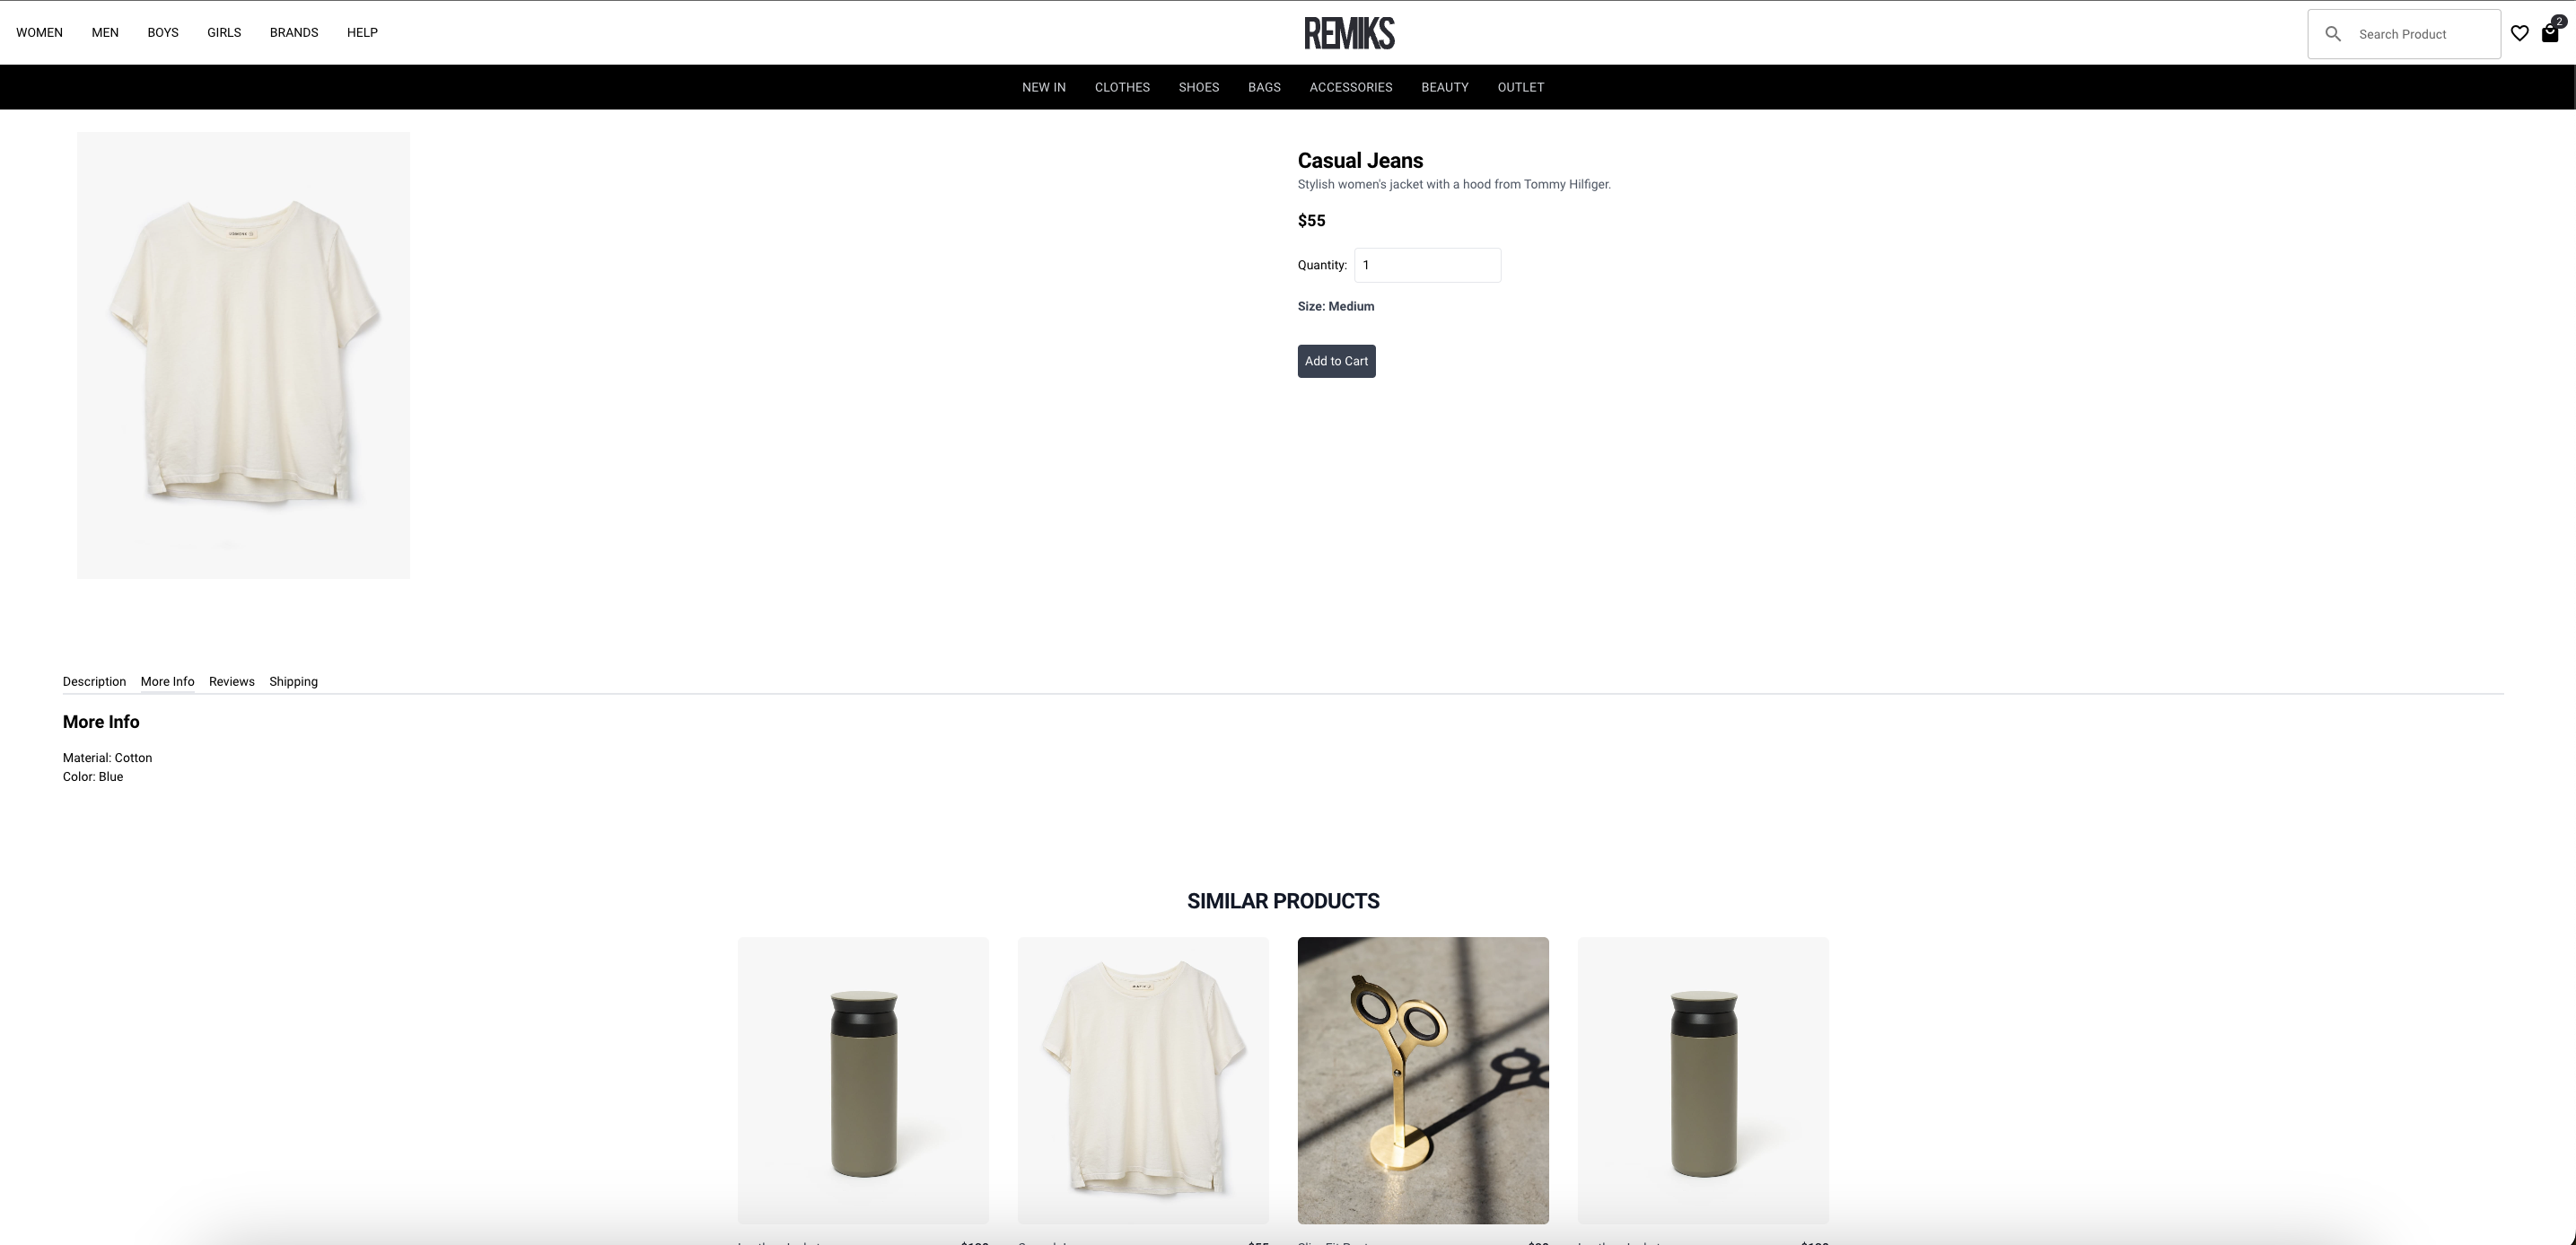 WOMEN MEN BOYS GIRLS BRANDS HELP
REMIKS
Search Product
2
NEW IN CLOTHES SHOES BAGS ACCESSORIES BEAUTY OUTLET
Casual Jeans
Stylish women's jacket with a hood from Tommy Hilfiger.
$55
Quantity: 1
Size: Medium
Add to Cart
Description More Info Reviews Shipping
More Info
Material: Cotton
Color: Blue
SIMILAR PRODUCTS